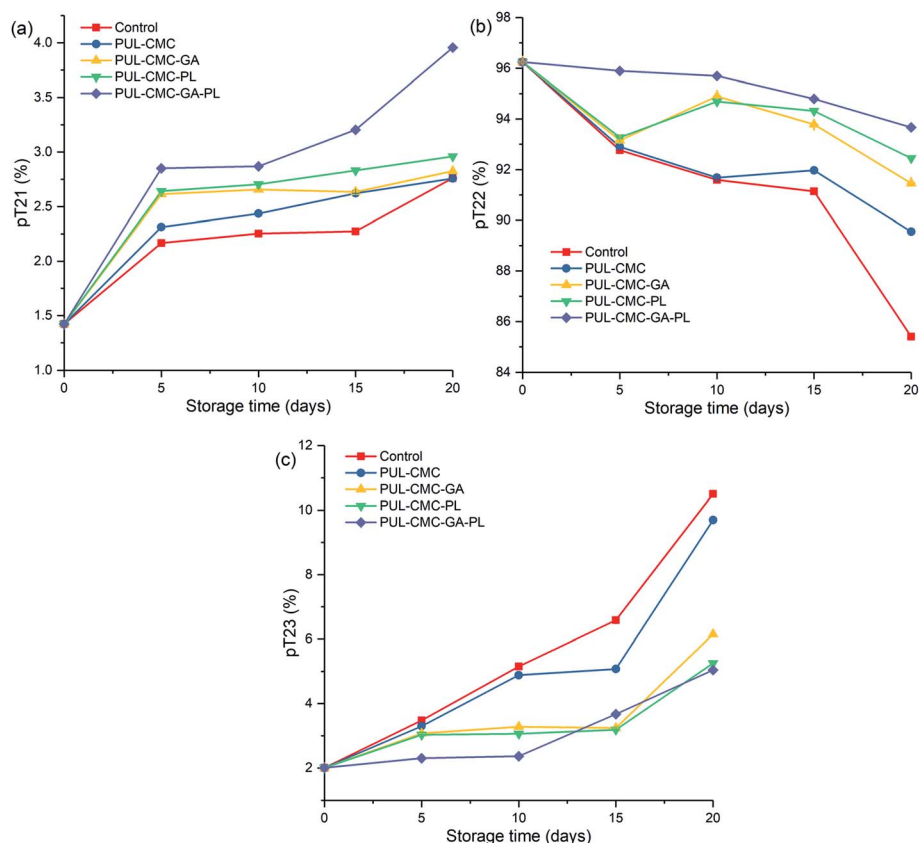 (a)
Control
PUL-CMC
PUL-CMC-GA
PUL-CMC-PL
PUL-CMC-GA-PL
4.0
3.5
3.0
2.5
2.0
1.5
1.0
pT21 (%)
0 5 10 15 20
Storage time (days)
(b)
98
96
94
92
90
88
86
84
pT22 (%)
Control
PUL-CMC
PUL-CMC-GA
PUL-CMC-PL
PUL-CMC-GA-PL
0 5 10 15 20
Storage time (days)
(c)
Control
PUL-CMC
PUL-CMC-GA
PUL-CMC-PL
PUL-CMC-GA-PL
12
10
8
6
4
2
pT23 (%)
0 5 10 15 20
Storage time (days)